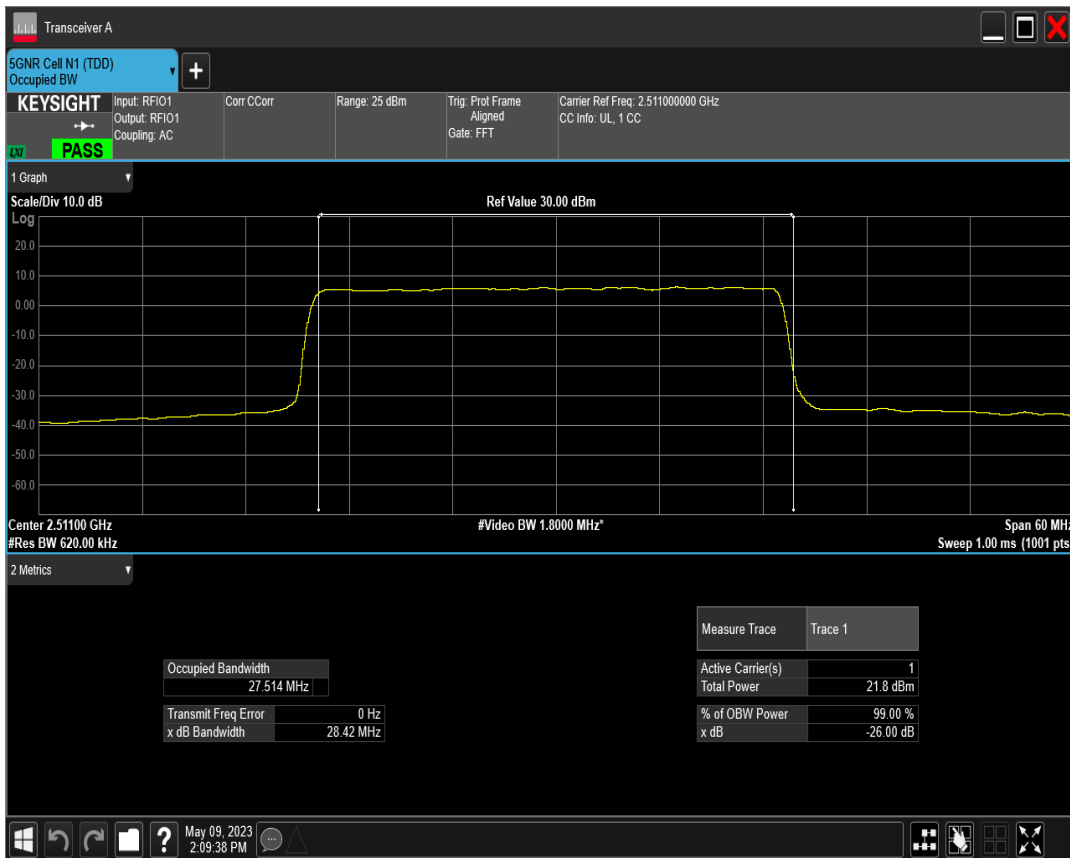 Transceiver A
5GNR Cell N1 (TDD)
Occupied BW
KEYSIGHT
LXI
PASS
Input: RFIO1
Output: RFIO1
Coupling: AC
Corr CCorr
Range: 25 dBm
Trig: Prot Frame
Aligned
Gate: FFT
Carrier Ref Freq: 2.511000000 GHz
CC Info: UL, 1 CC
1 Graph
Scale/Div 10.0 dB
Ref Value 30.00 dBm
Log
20.0
10.0
0.00
-10.0
-20.0
-30.0
-40.0
-50.0
-60.0
Center 2.51100 GHz
#Video BW 1.8000 MHz*
Span 60 MHz
#Res BW 620.00 kHz
Sweep 1.00 ms (1001 pts
2 Metrics
Measure Trace Trace 1
Occupied Bandwidth
27.514 MHz
Active Carrier(s) 1
Total Power 21.8 dBm
Transmit Freq Error 0 Hz
x dB Bandwidth 28.42 MHz
% of OBW Power 99.00 %
x dB -26.00 dB
May 09, 2023
2:09:38 PM